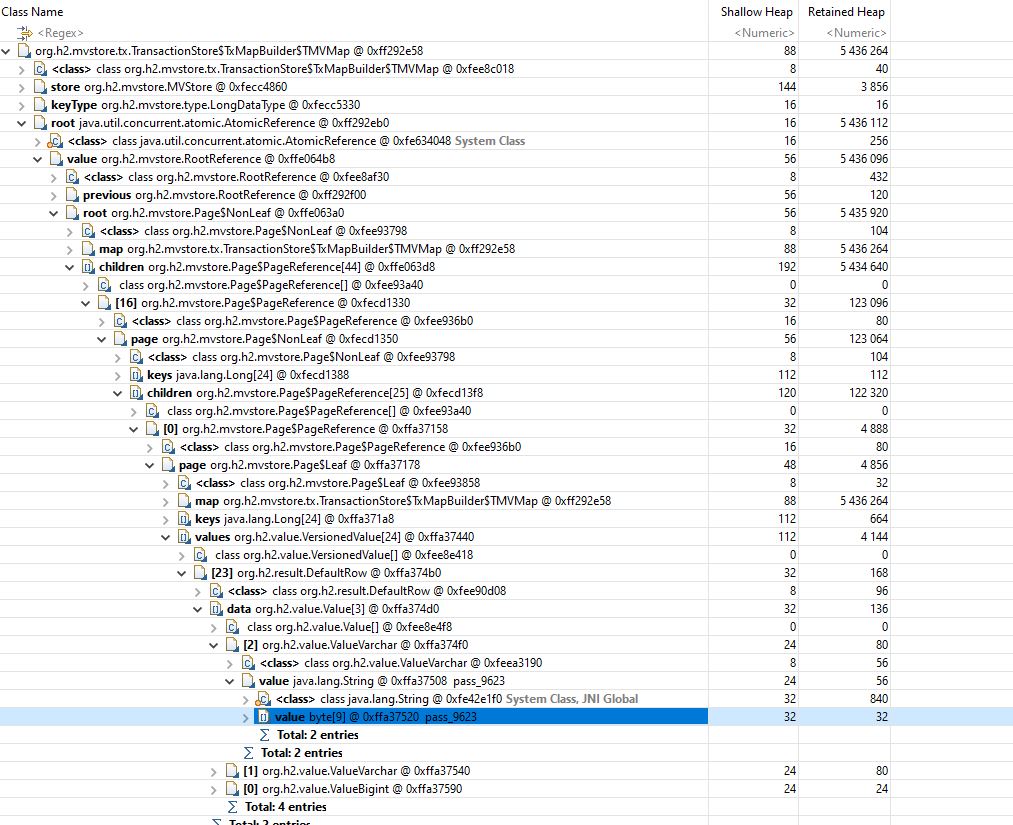 Class Name Shallow Heap Retained Heap
<Regex> <Numeric> <Numeric>
org.h2.mvstore.tx.TransactionStore$TxMapBuilder$TMVMap @ 0xff292e58 88 5 436 264
<class> class org.h2.mvstore.tx.TransactionStore$TxMapBuilder$TMVMap @ 0xfee8c018 8 40
store org.h2.mvstore.MVStore @ 0xfecc4860 144 3 856
keyType org.h2.mvstore.type.LongDataType @ 0xfecc5330 16 16
root java.util.concurrent.atomic.AtomicReference @ 0xff292eb0 16 5 436 112
<class> class java.util.concurrent.atomic.AtomicReference @ 0xfe634048 System Class 16 256
value org.h2.mvstore.RootReference @ 0xffe064b8 56 5 436 096
<class> class org.h2.mvstore.RootReference @ 0xfee8af30 8 432
previous org.h2.mvstore.RootReference @ 0xff292f00 56 120
root org.h2.mvstore.Page$NonLeaf @ 0xffe063a0 56 5 435 920
<class> class org.h2.mvstore.Page$NonLeaf @ 0xfee93798 8 104
map org.h2.mvstore.tx.TransactionStore$TxMapBuilder$TMVMap @ 0xff292e58 88 5 436 264
children org.h2.mvstore.Page$PageReference[44] @ 0xffe063d8 192 5 434 640
class org.h2.mvstore.Page$PageReference[] @ 0xfee93a40 0 0
[16] org.h2.mvstore.Page$PageReference @ 0xfecd1330 32 123 096
<class> class org.h2.mvstore.Page$PageReference @ 0xfee936b0 16 80
page org.h2.mvstore.Page$NonLeaf @ 0xfecd1350 56 123 064
<class> class org.h2.mvstore.Page$NonLeaf @ 0xfee93798 8 104
keys java.lang.Long[24] @ 0xfecd1388 112 112
children org.h2.mvstore.Page$PageReference[25] @ 0xfecd13f8 120 122 320
class org.h2.mvstore.Page$PageReference[] @ 0xfee93a40 0 0
[0] org.h2.mvstore.Page$PageReference @ 0xffa37158 32 4 888
<class> class org.h2.mvstore.Page$PageReference @ 0xfee936b0 16 80
page org.h2.mvstore.Page$Leaf @ 0xffa37178 48 4 856
<class> class org.h2.mvstore.Page$Leaf @ 0xfee93858 8 32
map org.h2.mvstore.tx.TransactionStore$TxMapBuilder$TMVMap @ 0xff292e58 88 5 436 264
keys java.lang.Long[24] @ 0xffa371a8 112 664
values org.h2.value.VersionedValue[24] @ 0xffa37440 112 4 144
class org.h2.value.VersionedValue[] @ 0xfee8e418 0 0
[23] org.h2.result.DefaultRow @ 0xffa374b0 32 168
<class> class org.h2.result.DefaultRow @ 0xfee90d08 8 96
data org.h2.value.Value[3] @ 0xffa374d0 32 136
class org.h2.value.Value[] @ 0xfee8e4f8 0 0
[2] org.h2.value.ValueVarchar @ 0xffa374f0 24 80
<class> class org.h2.value.ValueVarchar @ 0xfeea3190 8 56
value java.lang.String @ 0xffa37508 pass_9623 24 56
<class> class java.lang.String @ 0xfe42e1f0 System Class, JNI Global 32 840
value byte[9] @ 0xffa37520 pass_9623 32 32
Total: 2 entries
Total: 2 entries
[1] org.h2.value.ValueVarchar @ 0xffa37540 24 80
[0] org.h2.value.ValueBigint @ 0xffa37590 24 24
Total: 4 entries
Total: 2 entries